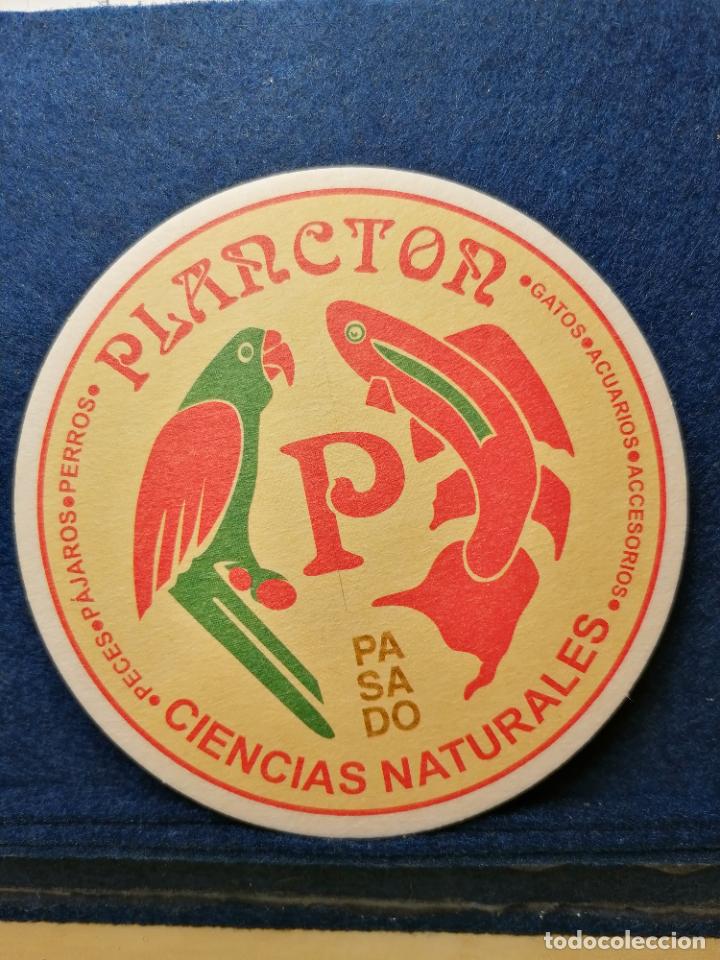 PLANCTON
•PECES•PÁJAROS•PERROS•
•GATOS•ACUARIOS•ACCESORIOS•
P
PA
SA
DO
CIENCIAS NATURALES
todocoleccion